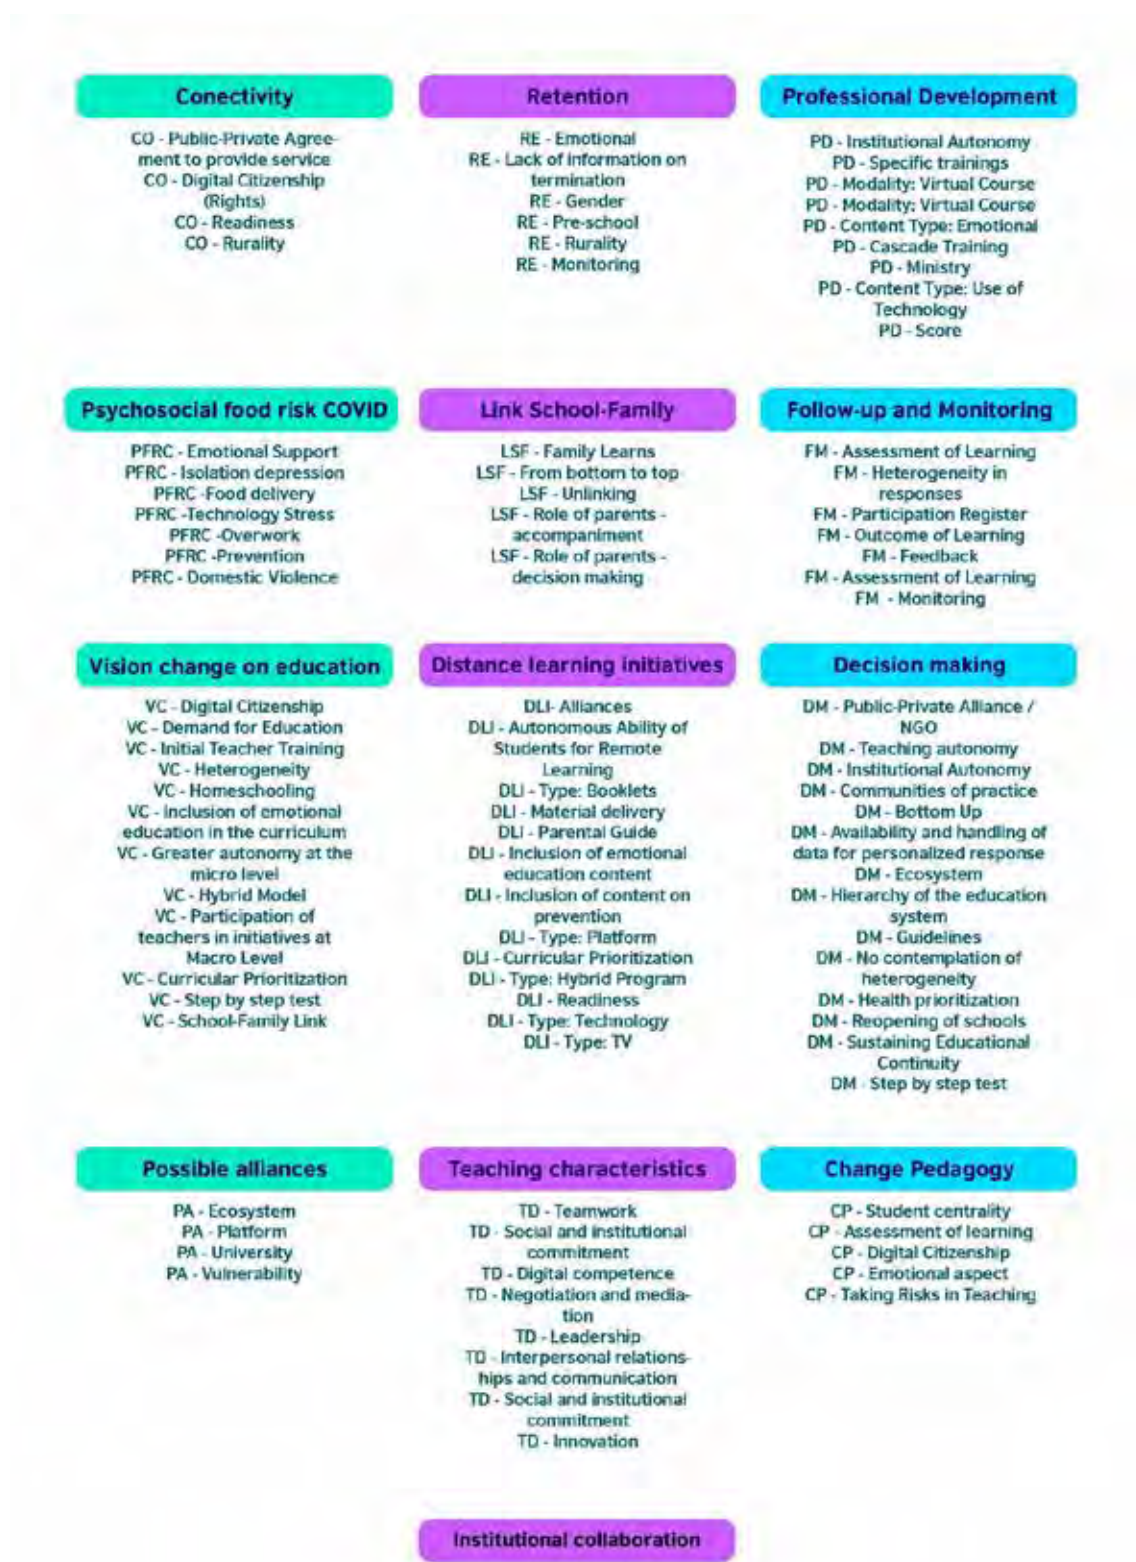 Conectivity
CO - Public-Private Agree-
ment to provide service
CO - Digital Citizenship
(Rights)
CO - Readiness
CO - Rurality
Retention
RE - Emotional
RE - Lack of information on
termination
RE - Gender
RE - Pre-school
RE - Rurality
RE - Monitoring
Professional Development
PD - Institutional Autonomy
PD - Specific trainings
PD - Modality: Virtual Course
PD - Modality: Virtual Course
PD - Content Type: Emotional
PD - Cascade Training
PD - Ministry
PD - Content Type: Use of
Technology
PD - Score
Psychosocial food risk COVID
PFRC - Emotional Support
PFRC - Isolation depression
PFRC -Food delivery
PFRC -Technology Stress
PFRC -Overwork
PFRC -Prevention
PFRC - Domestic Violence
Link School-Family
LSF - Family Learns
LSF - From bottom to top
LSF - Unlinking
LSF - Role of parents -
accompaniment
LSF - Role of parents -
decision making
Follow-up and Monitoring
FM - Assessment of Learning
FM - Heterogeneity in
responses
FM - Participation Register
FM - Outcome of Learning
FM - Feedback
FM - Assessment of Learning
FM - Monitoring
Vision change on education
VC - Digital Citizenship
VC - Demand for Education
VC - Initial Teacher Training
VC - Heterogeneity
VC - Homeschooling
VC - Inclusion of emotional
education in the curriculum
VC - Greater autonomy at the
micro level
VC - Hybrid Model
VC - Participation of
teachers in initiatives at
Macro Level
VC - Curricular Prioritization
VC - Step by step test
VC - School-Family Link
Distance learning initiatives
DLI- Alliances
DLI - Autonomous Ability of
Students for Remote
Learning
DLI - Type: Booklets
DLI - Material delivery
DLI - Parental Guide
DLI - Inclusion of emotional
education content
DLI - Inclusion of content on
prevention
DLI - Type: Platform
DLI - Curricular Prioritization
DLI - Type: Hybrid Program
DLI - Readiness
DLI - Type: Technology
DLI - Type: TV
Decision making
DM - Public-Private Alliance /
NGO
DM - Teaching autonomy
DM - Institutional Autonomy
DM - Communities of practice
DM - Bottom Up
DM - Availability and handling of
data for personalized response
DM - Ecosystem
DM - Hierarchy of the education
system
DM - Guidelines
DM - No contemplation of
heterogeneity
DM - Health prioritization
DM - Reopening of schools
DM - Sustaining Educational
Continuity
DM - Step by step test
Possible alliances
PA - Ecosystem
PA - Platform
PA - University
PA - Vulnerability
Teaching characteristics
TD - Teamwork
TD - Social and institutional
commitment
TD - Digital competence
TD - Negotiation and media-
tion
TD - Leadership
TD - Interpersonal relations-
hips and communication
TD - Social and institutional
commitment
TD - Innovation
Change Pedagogy
CP - Student centrality
CP - Assessment of learning
CP - Digital Citizenship
CP - Emotional aspect
CP - Taking Risks in Teaching
Institutional collaboration